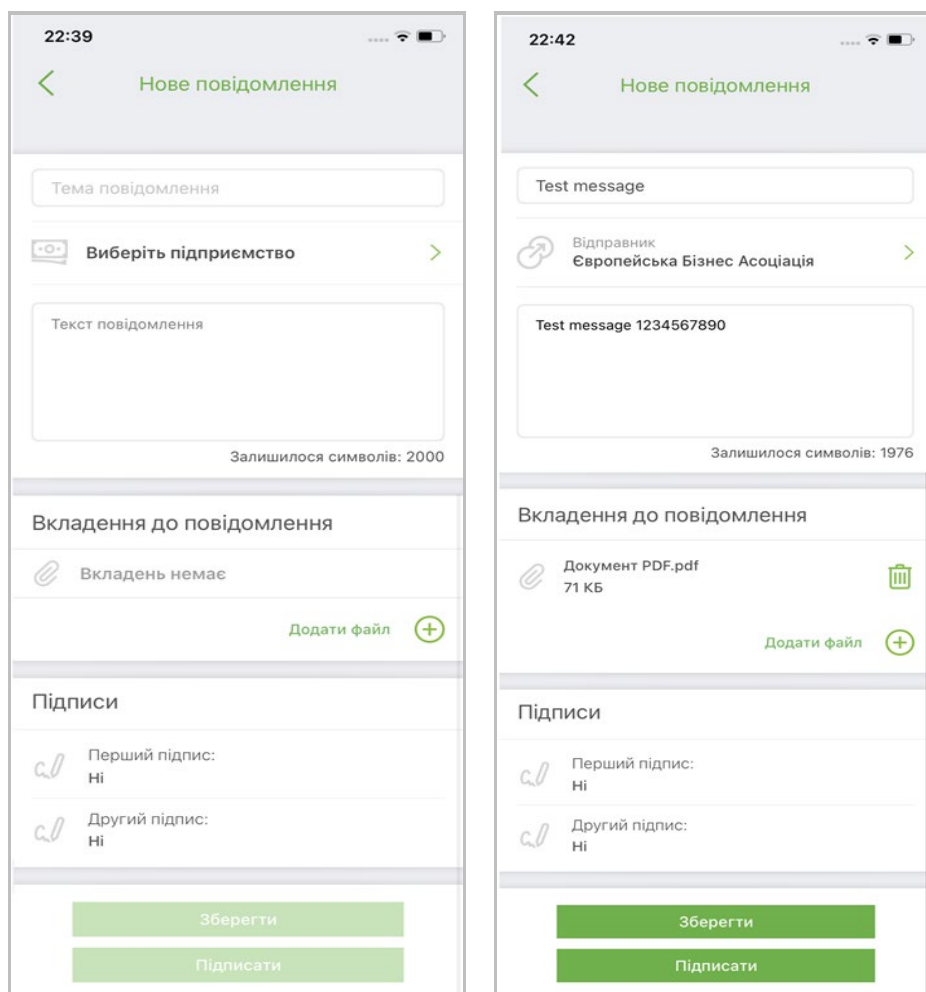 22:39
Нове повідомлення
Тема повідомлення
Виберіть підприємство
Текст повідомлення
Залишилося символів: 2000
Вкладення до повідомлення
Вкладень немає
Додати файл
Підписи
Перший підпис:
Ні
Другий підпис:
Ні
Зберегти
Підписати
22:42
Нове повідомлення
Test message
Відправник
Європейська Бізнес Асоціація
Test message 1234567890
Залишилося символів: 1976
Вкладення до повідомлення
Документ PDF.pdf
71 КБ
Додати файл
Підписи
Перший підпис:
Ні
Другий підпис:
Ні
Зберегти
Підписати